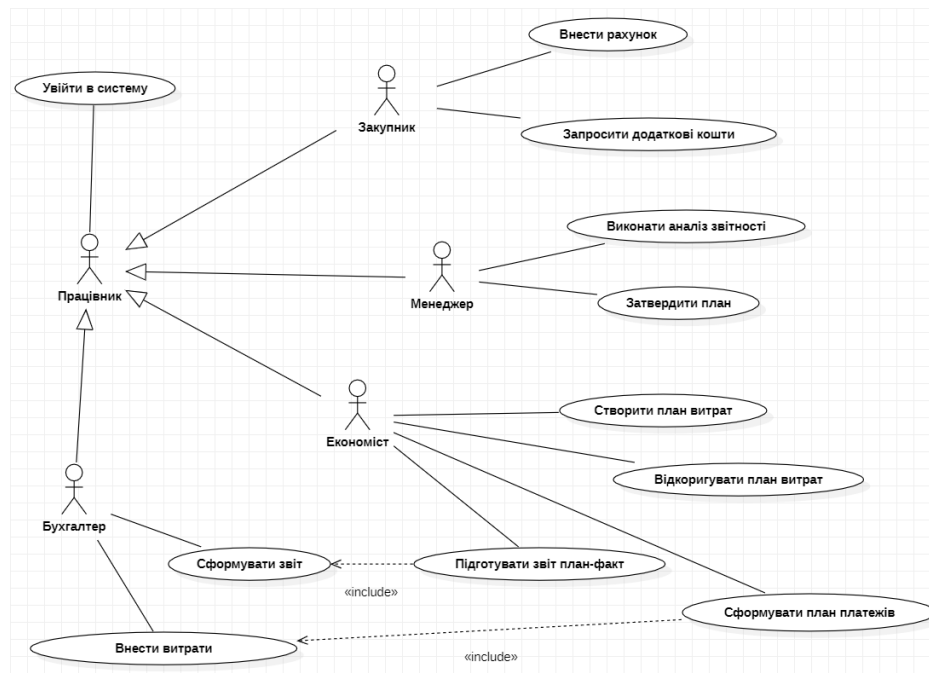 Внести рахунок
Увійти в систему
Закупник
Запросити додаткові кошти
Виконати аналіз звітності
Працівник
Менеджер
Затвердити план
Створити план витрат
Економіст
Відкоригувати план витрат
Бухгалтер
Сформувати звіт
Підготувати звіт план-факт
«include»
Сформувати план платежів
Внести витрати
«include»